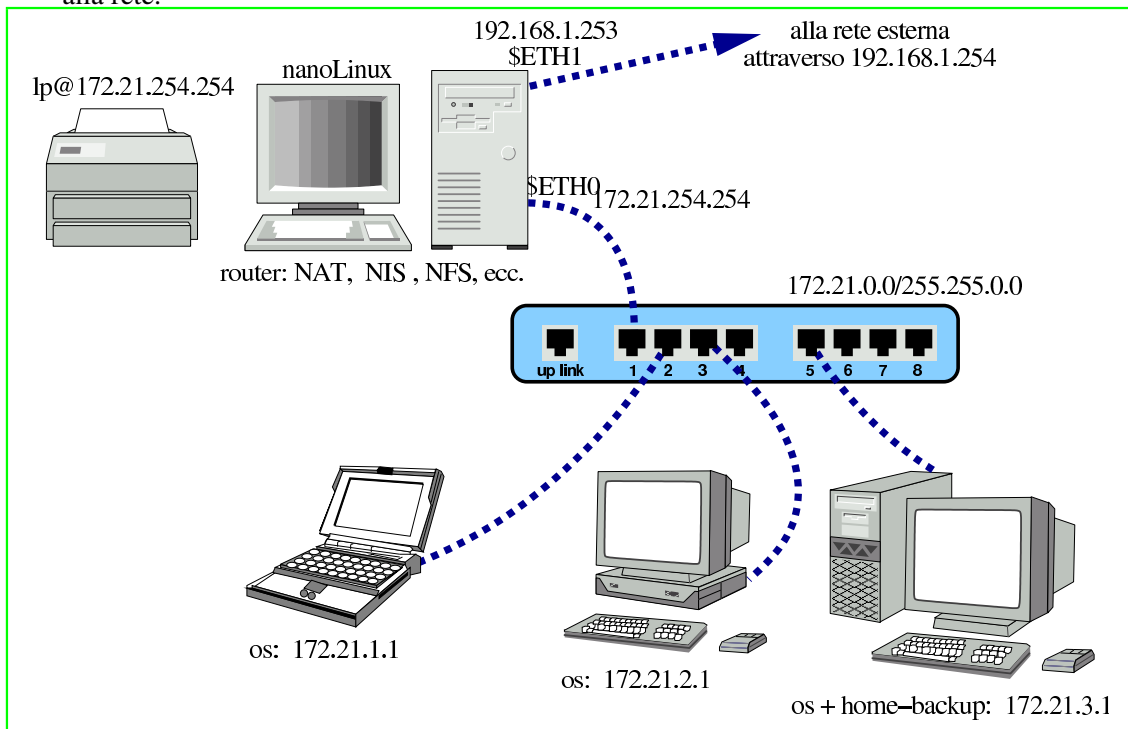 alla rete.
192.168.1.253
$ETH1
alla rete esterna
attraverso 192.168.1.254
nanoLinux
lp@172.21.254.254
$ETH0
172.21.254.254
router: NAT, NIS , NFS, ecc.
172.21.0.0/255.255.0.0
up link 1 2 3 4 5 6 7 8
os: 172.21.1.1
os: 172.21.2.1
os + home–backup: 172.21.3.1